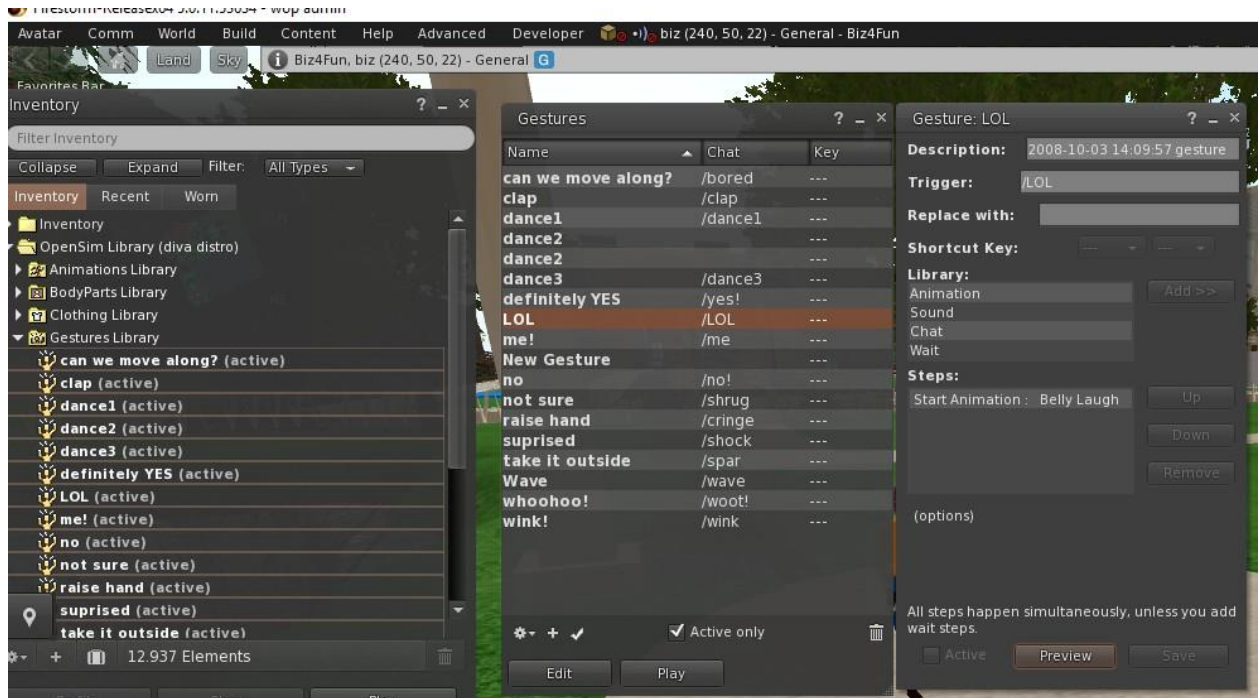 Avatar Comm World Build Content Help Advanced Developer biz (240, 50, 22) - General - Biz4Fun
Land Sky Biz4Fun, biz (240, 50, 22) - General G
Favorites Bar
Inventory ? _ ×
Filter Inventory
Collapse Expand Filter: All Types
Inventory Recent Worn
Inventory
OpenSim Library (diva distro)
Animations Library
BodyParts Library
Clothing Library
Gestures Library
can we move along? (active)
clap (active)
dance1 (active)
dance2 (active)
dance3 (active)
definitely YES (active)
LOL (active)
me! (active)
no (active)
not sure (active)
raise hand (active)
suprised (active)
take it outside (active)
12.937 Elements
Gestures ? _ ×
Name Chat Key
can we move along? /bored ---
clap /clap ---
dance1 /dance1 ---
dance2 ---
dance2 ---
dance3 /dance3 ---
definitely YES /yes! ---
LOL /LOL ---
me! /me ---
New Gesture ---
no /no! ---
not sure /shrug ---
raise hand /cringe ---
suprised /shock ---
take it outside /spar ---
Wave /wave ---
whoohoo! /woot! ---
wink! /wink ---
Active only
Edit Play
Gesture: LOL ? _ ×
Description: 2008-10-03 14:09:57 gesture
Trigger: /LOL
Replace with:
Shortcut Key: --- ---
Library:
Animation Add >>
Sound
Chat
Wait
Steps:
Start Animation : Belly Laugh Up
Down
Remove
(options)
All steps happen simultaneously, unless you add
wait steps.
Active Preview Save